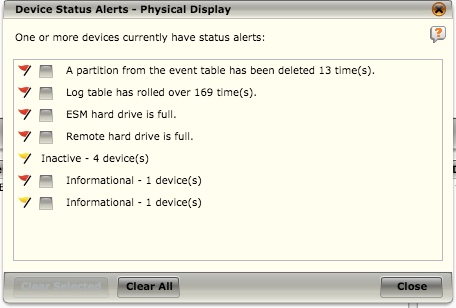 Device Status Alerts - Physical Display
One or more devices currently have status alerts:
A partition from the event table has been deleted 13 time(s).
Log table has rolled over 169 time(s).
ESM hard drive is full.
Remote hard drive is full.
Inactive - 4 device(s)
Informational - 1 device(s)
Informational - 1 device(s)
Clear Selected
Clear All
Close